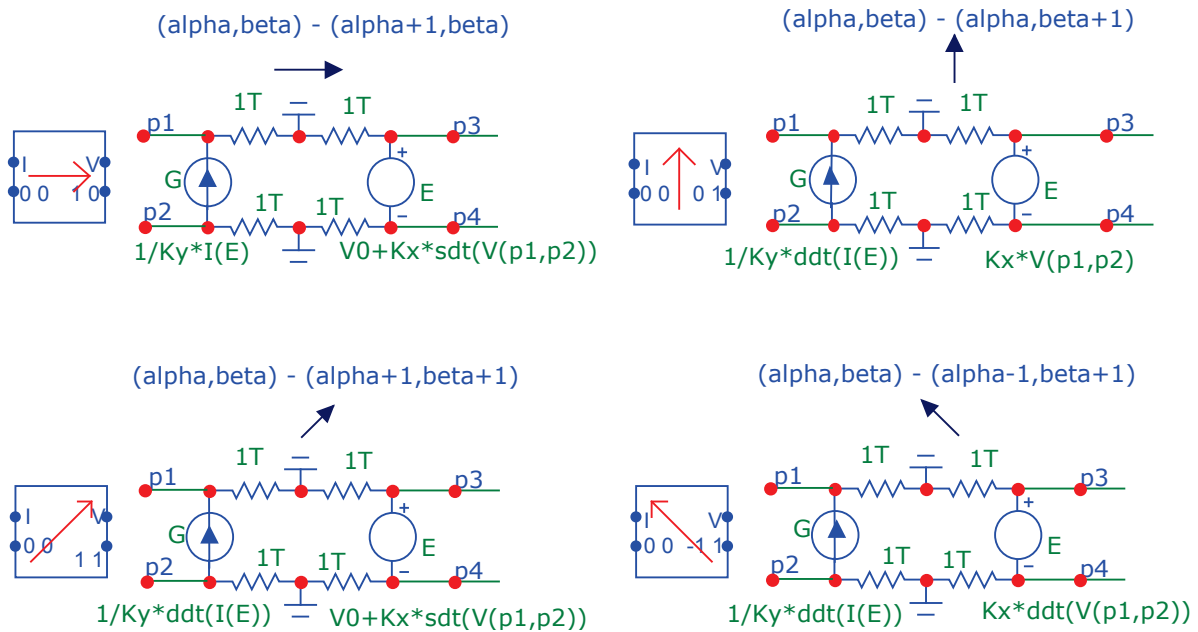 (alpha,beta) - (alpha+1,beta)
1T 1T
p1 p3
I V
0 0 1 0
G
+
E
−
1T 1T
p2 p4
1/Ky*I(E) V0+Kx*sdt(V(p1,p2))
(alpha,beta) - (alpha,beta+1)
1T 1T
p1 p3
I V
0 0 0 1
G
+
E
−
1T 1T
p2 p4
1/Ky*ddt(I(E)) Kx*V(p1,p2)
(alpha,beta) - (alpha+1,beta+1)
1T 1T
p1 p3
I V
0 0 1 1
G
+
E
−
1T 1T
p2 p4
1/Ky*ddt(I(E)) V0+Kx*sdt(V(p1,p2))
(alpha,beta) - (alpha-1,beta+1)
1T 1T
p1 p3
I V
0 0 -1 1
G
+
E
−
1T 1T
p2 p4
1/Ky*ddt(I(E)) Kx*ddt(V(p1,p2))